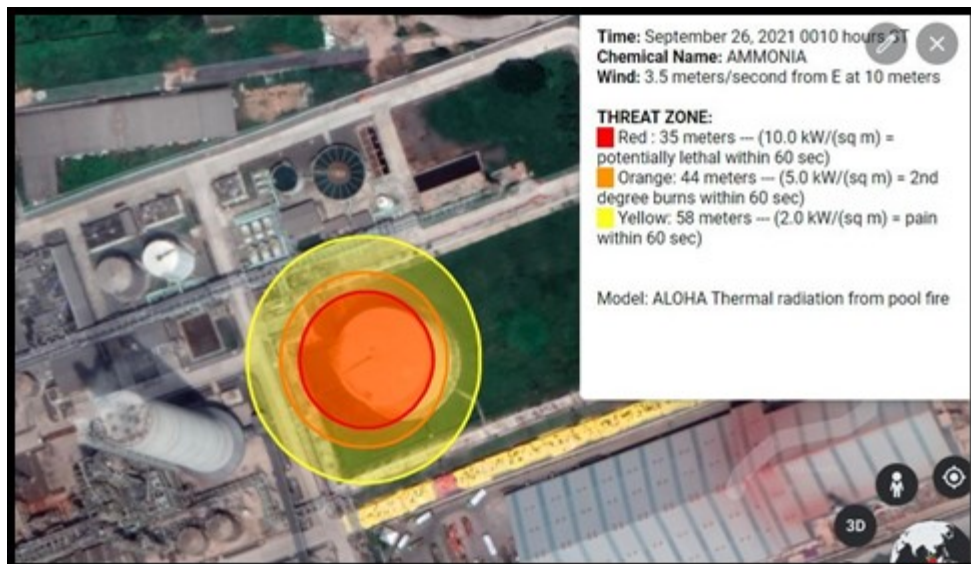 Time: September 26, 2021 0010 hours ST
Chemical Name: AMMONIA
Wind: 3.5 meters/second from E at 10 meters
THREAT ZONE:
Red : 35 meters --- (10.0 kW/(sq m) =
potentially lethal within 60 sec)
Orange: 44 meters --- (5.0 kW/(sq m) = 2nd
degree burns within 60 sec)
Yellow: 58 meters --- (2.0 kW/(sq m) = pain
within 60 sec)
Model: ALOHA Thermal radiation from pool fire
3D